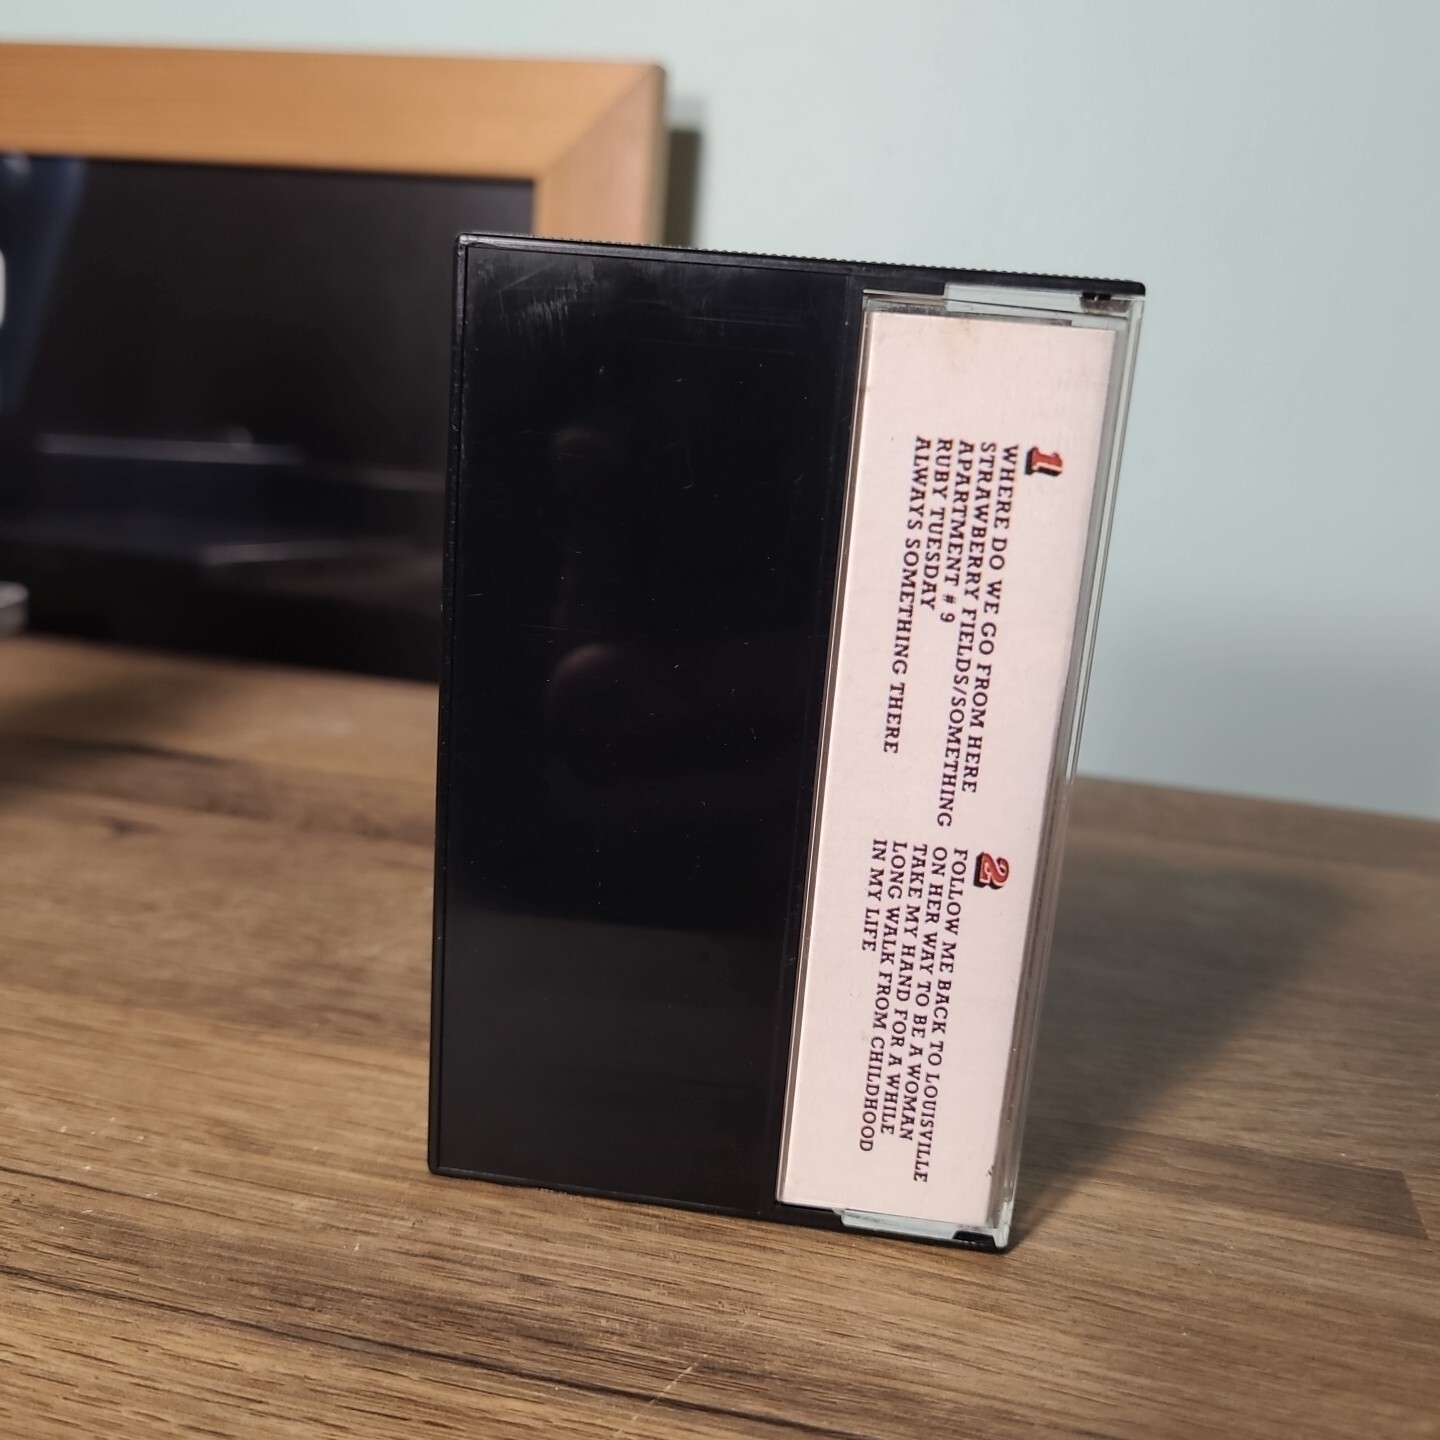 1
WHERE DO WE GO FROM HERE
STRAWBERRY FIELDS/SOMETHING
APARTMENT # 9
RUBY TUESDAY
ALWAYS SOMETHING THERE
2
FOLLOW ME BACK TO LOUISVILLE
ON HER WAY TO BE A WOMAN
TAKE MY HAND FOR A WHILE
LONG WALK FROM CHILDHOOD
IN MY LIFE